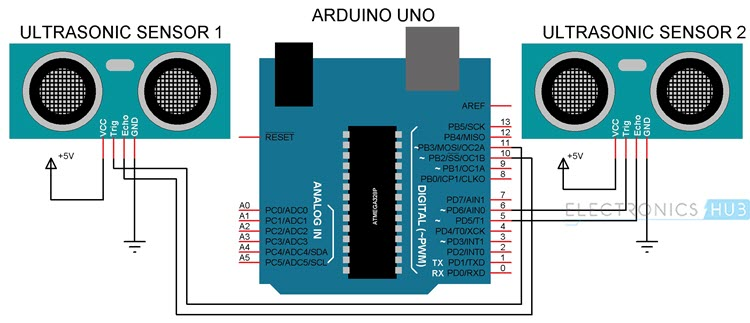 ARDUINO UNO
ULTRASONIC SENSOR 1
ULTRASONIC SENSOR 2
VCC
Trig
Echo
GND
+5V
VCC
Trig
Echo
GND
+5V
RESET
AREF
PB5/SCK 13
PB4/MISO 12
~ PB3/MOSI/OC2A 11
~ PB2/SS/OC1B 10
~ PB1/OC1A 9
PB0/ICP1/CLKO 8
PD7/AIN1 7
~ PD6/AIN0 6
~ PD5/T1 5
PD4/T0/XCK 4
~ PD3/INT1 3
PD2/INT0 2
TX PD1/TXD 1
RX PD0/RXD 0
A0 PC0/ADC0
A1 PC1/ADC1
A2 PC2/ADC2
A3 PC3/ADC3
A4 PC4/ADC4/SDA
A5 PC5/ADC5/SCL
ANALOG IN
ATMEGA328P
DIGITAL (~PWM)
ELECTRONICS HUB